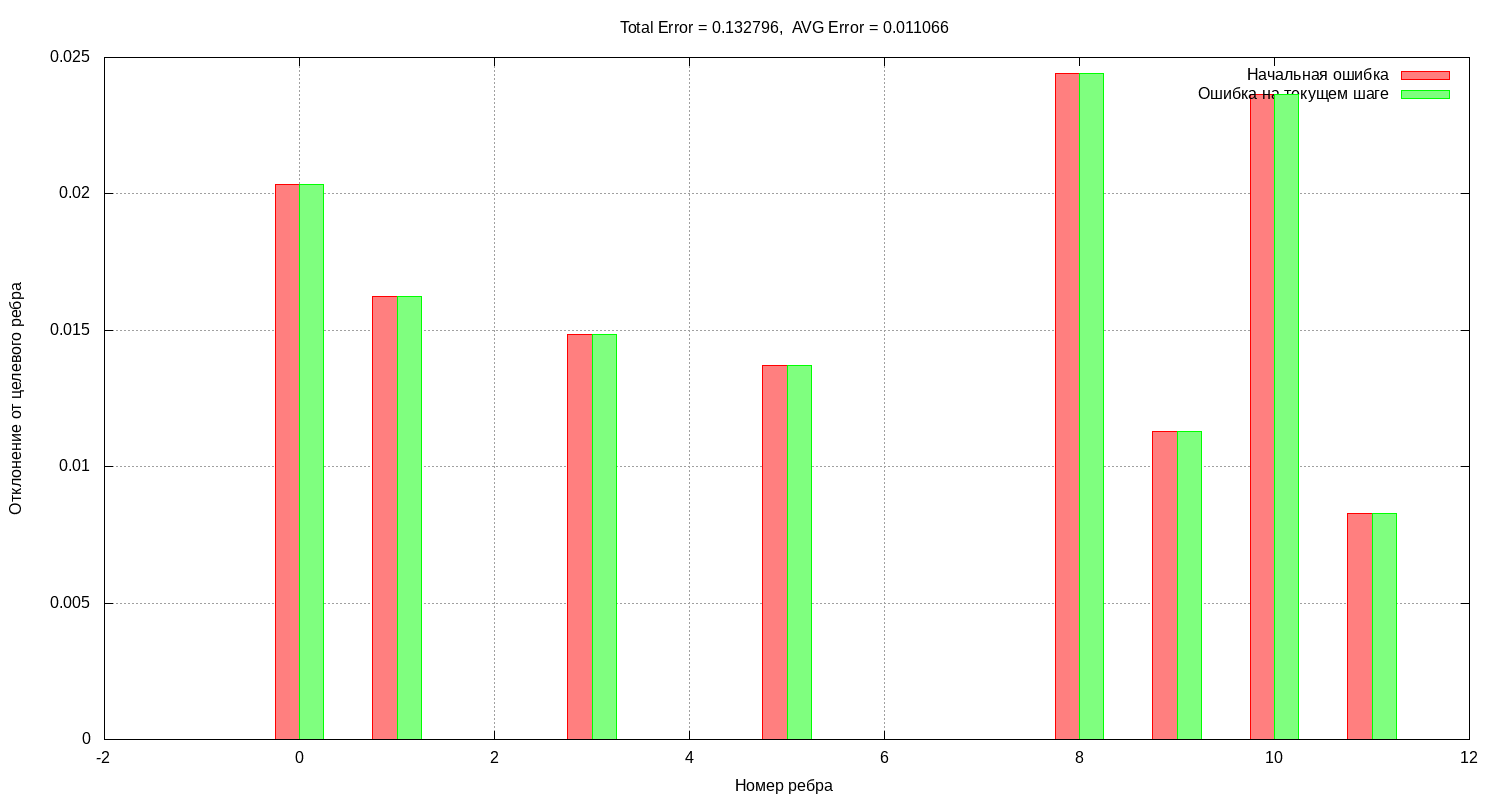 Total Error = 0.132796,  AVG Error = 0.011066
Начальная ошибка
Ошибка на текущем шаге
0.025
0.02
0.015
0.01
0.005
0
Отклонение от целевого ребра
-2 0 2 4 6 8 10 12
Номер ребра